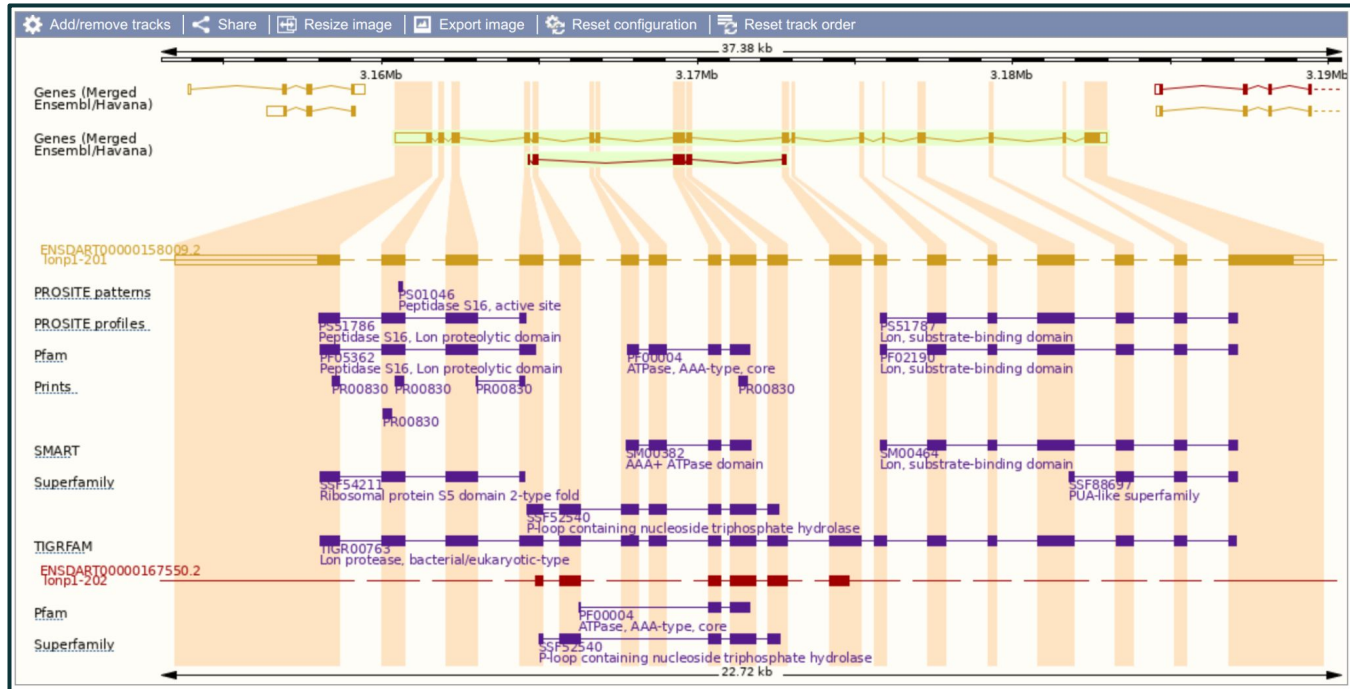 Add/remove tracks Share Resize image Export image Reset configuration Reset track order
37.38 kb
3.16Mb 3.17Mb 3.18Mb 3.19Mb
Genes (Merged
Ensembl/Havana)
Genes (Merged
Ensembl/Havana)
ENSDART00000158009.2
lonp1-201
PROSITE patterns
PS01046
Peptidase S16, active site
PROSITE profiles
PS51786 PS51787
Peptidase S16, Lon proteolytic domain Lon, substrate-binding domain
Pfam
PF05362 PF00004 PF02190
Peptidase S16, Lon proteolytic domain ATPase, AAA-type, core Lon, substrate-binding domain
Prints
PR00830 PR00830 PR00830 PR00830
PR00830
SMART
SM00382 SM00464
AAA+ ATPase domain Lon, substrate-binding domain
Superfamily
SSF54211 SSF88697
Ribosomal protein S5 domain 2-type fold PUA-like superfamily
SSF52540
P-loop containing nucleoside triphosphate hydrolase
TIGRFAM
TIGR00763
Lon protease, bacterial/eukaryotic-type
ENSDART00000167550.2
lonp1-202
Pfam
PF00004
ATPase, AAA-type, core
Superfamily
SSF52540
P-loop containing nucleoside triphosphate hydrolase
22.72 kb